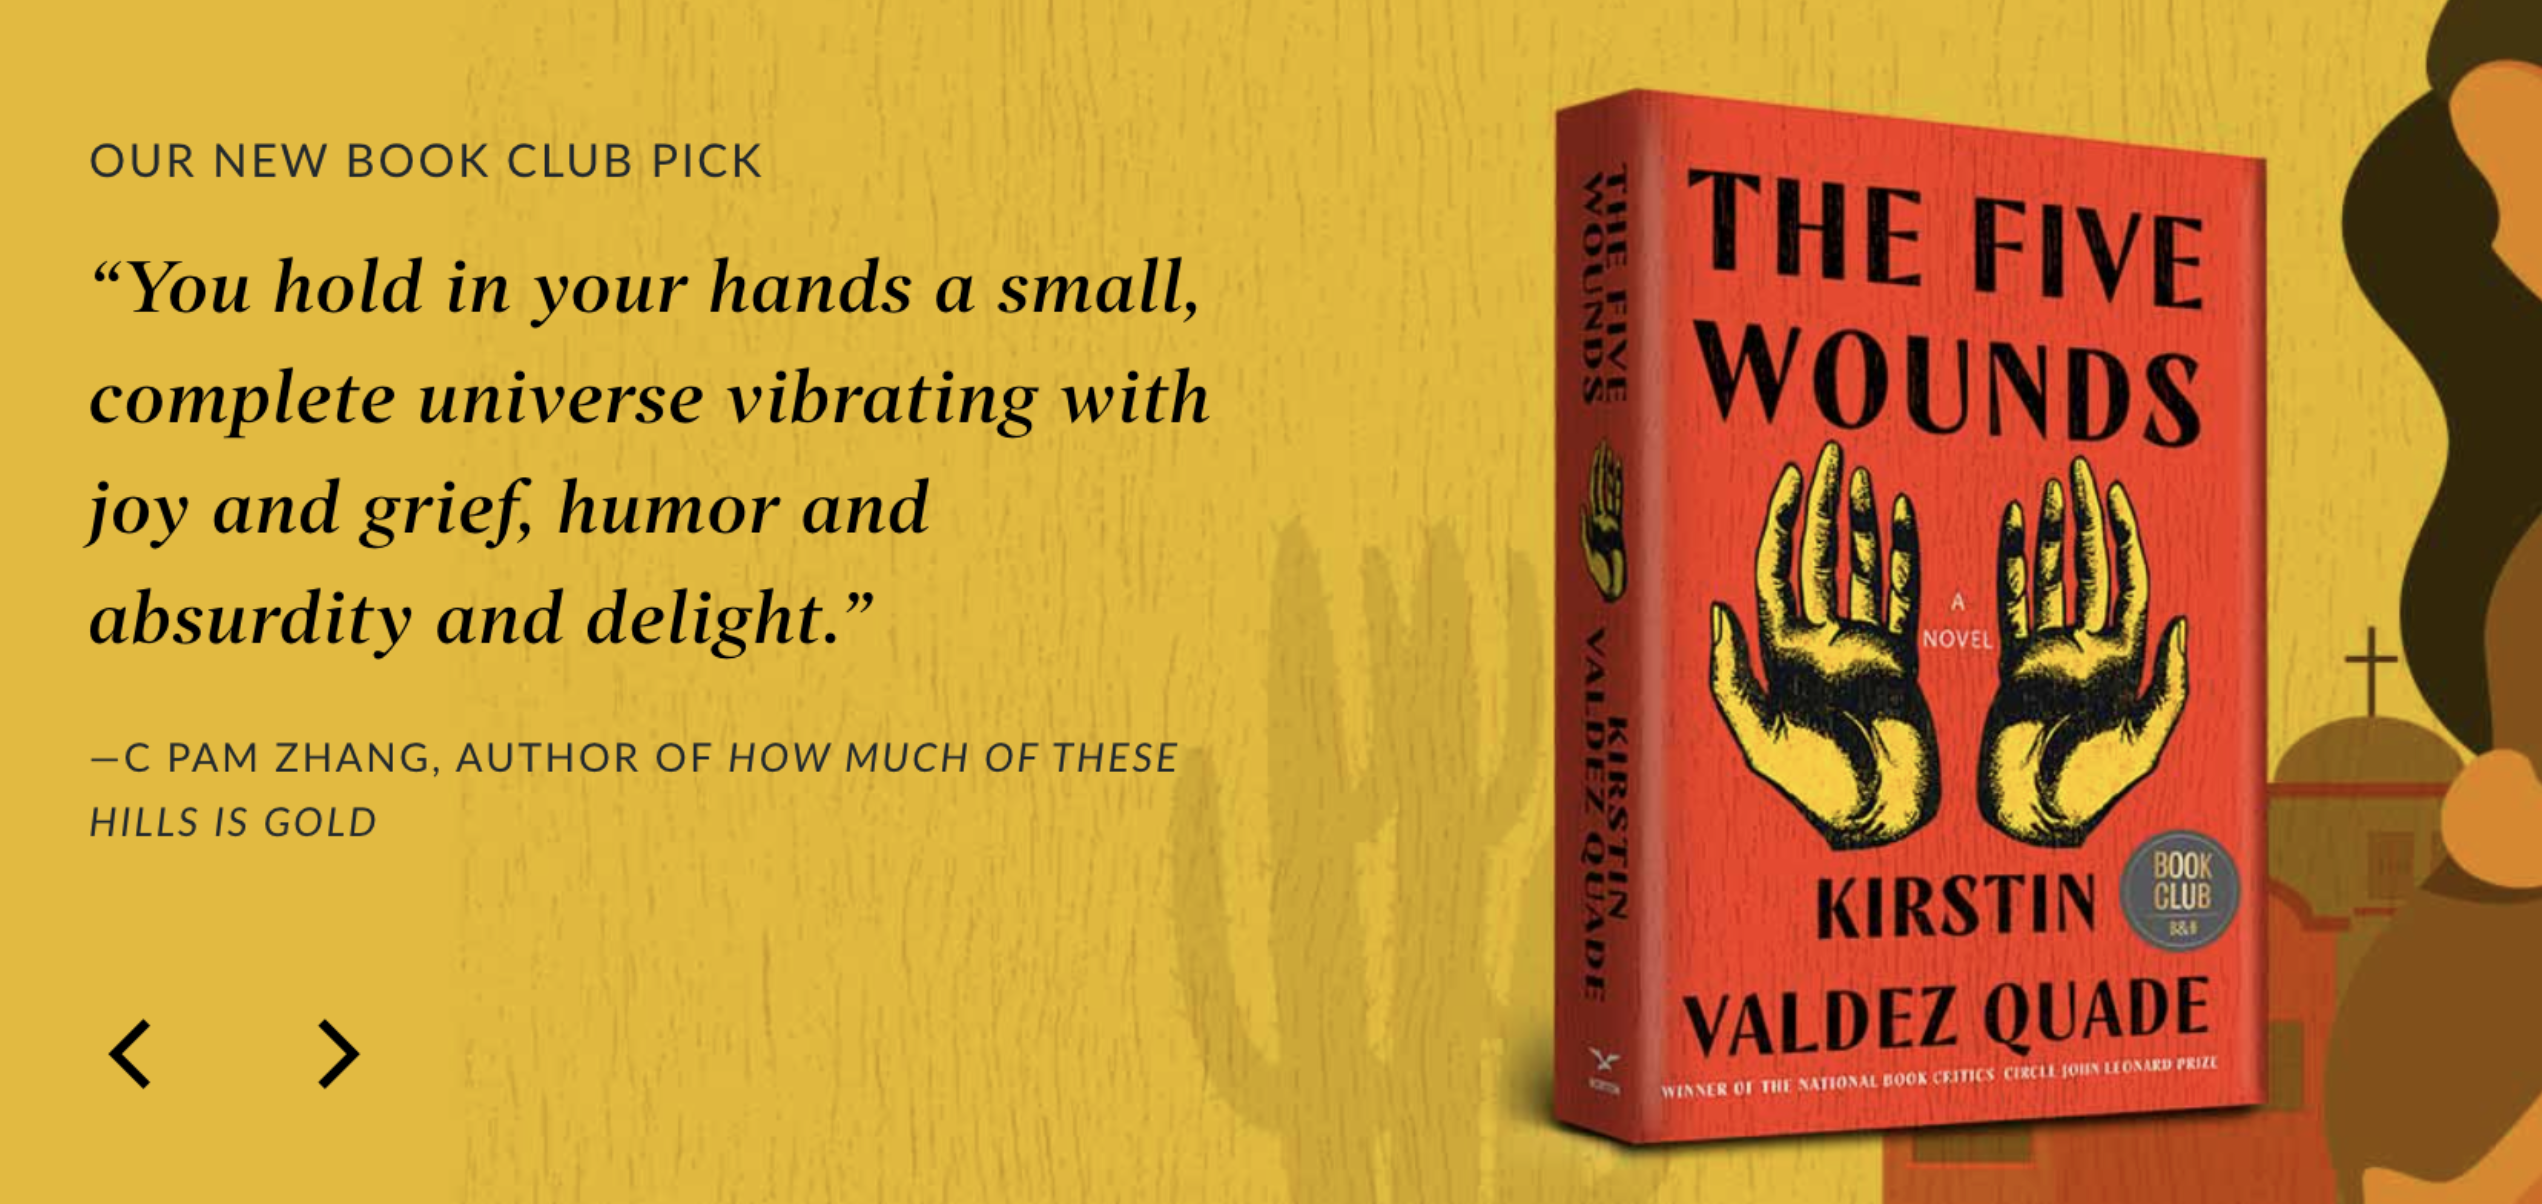 OUR NEW BOOK CLUB PICK
“You hold in your hands a small,
complete universe vibrating with
joy and grief, humor and
absurdity and delight.”
—C PAM ZHANG, AUTHOR OF HOW MUCH OF THESE
HILLS IS GOLD
THE FIVE
WOUNDS
KIRSTIN
VALDEZ QUADE
NORTON
THE FIVE
WOUNDS
A
NOVEL
KIRSTIN
VALDEZ QUADE
BOOK
CLUB
B&N
WINNER OF THE NATIONAL BOOK CRITICS CIRCLE JOHN LEONARD PRIZE